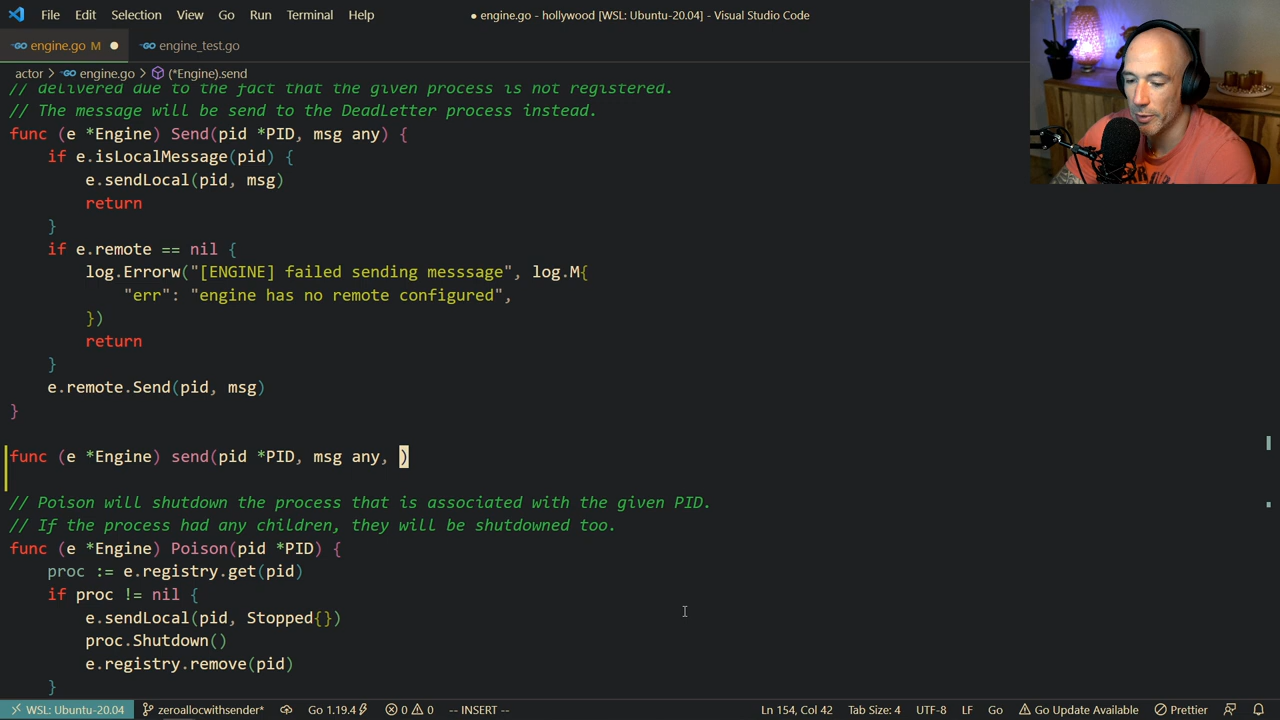 File Edit Selection View Go Run Terminal Help ● engine.go - hollywood [WSL: Ubuntu-20.04] - Visual Studio Code
engine.go M ● engine_test.go
actor > engine.go > (*Engine).send
// delivered due to the fact that the given process is not registered.
// The message will be send to the DeadLetter process instead.
func (e *Engine) Send(pid *PID, msg any) {
if e.isLocalMessage(pid) {
e.sendLocal(pid, msg)
return
}
if e.remote == nil {
log.Errorw("[ENGINE] failed sending messsage", log.M{
"err": "engine has no remote configured",
})
return
}
e.remote.Send(pid, msg)
}
func (e *Engine) send(pid *PID, msg any, )
// Poison will shutdown the process that is associated with the given PID.
// If the process had any children, they will be shutdowned too.
func (e *Engine) Poison(pid *PID) {
proc := e.registry.get(pid)
if proc != nil {
e.sendLocal(pid, Stopped{})
proc.Shutdown()
e.registry.remove(pid)
}
WSL: Ubuntu-20.04 zeroallocwithsender* Go 1.19.4 0 0 -- INSERT -- Ln 154, Col 42 Tab Size: 4 UTF-8 LF Go Go Update Available Prettier